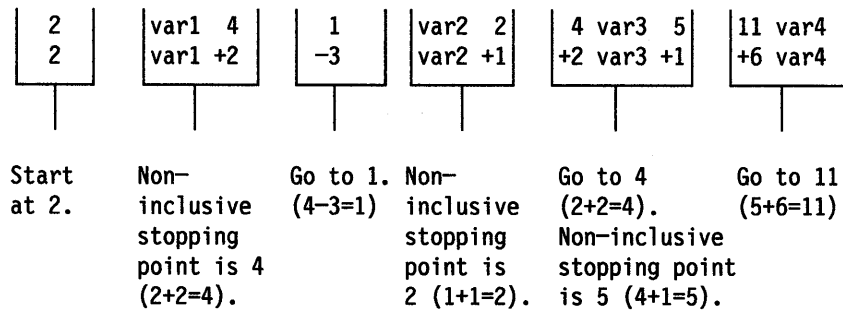 2 var1 4 1 var2 2 4 var3 5 11 var4
2 var1 +2 −3 var2 +1 +2 var3 +1 +6 var4
Start Non− Go to 1. Non− Go to 4 Go to 11
at 2. inclusive (4−3=1) inclusive (2+2=4). (5+6=11)
stopping stopping Non−inclusive
point is 4 point is stopping point
(2+2=4). 2 (1+1=2). is 5 (4+1=5).